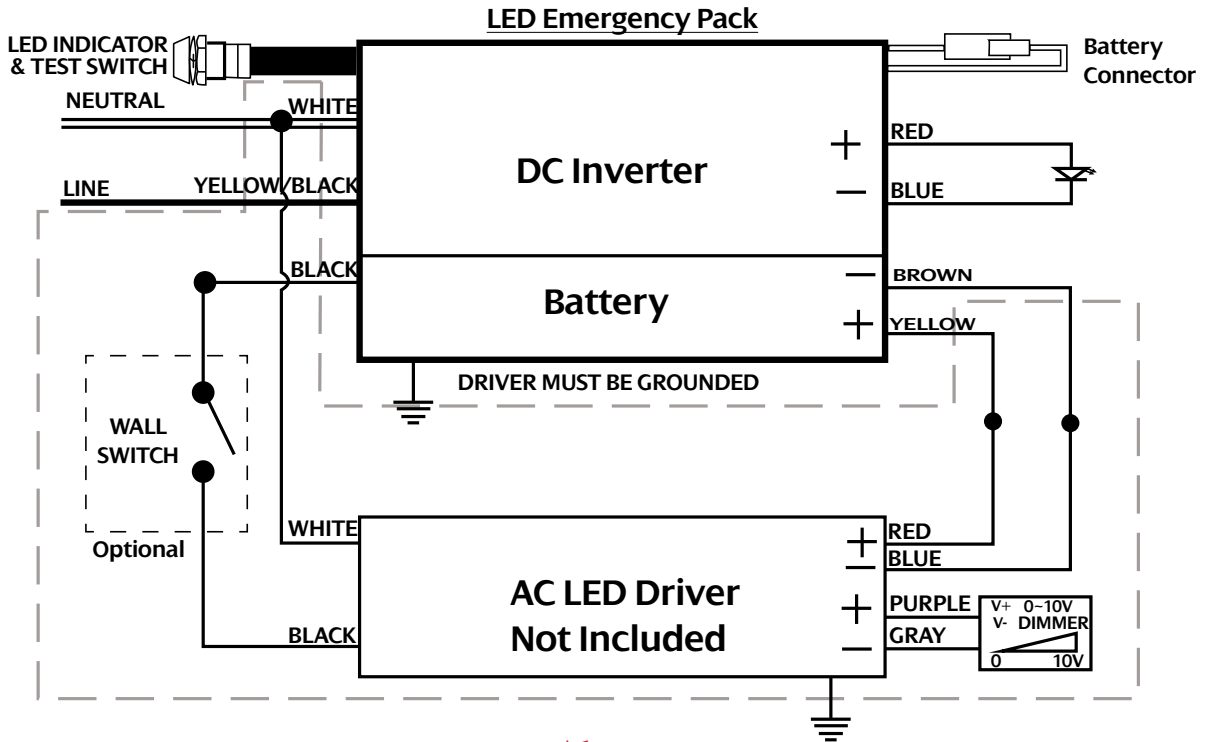 LED Emergency Pack
LED INDICATOR
& TEST SWITCH
Battery
Connector
NEUTRAL
WHITE
RED
+
DC Inverter
LINE
YELLOW/BLACK
—
BLUE
BLACK
—
BROWN
Battery
+
YELLOW
DRIVER MUST BE GROUNDED
WALL
SWITCH
Optional
WHITE
+
RED
—
BLUE
AC LED Driver
Not Included
+
PURPLE
V+ 0~10V
V- DIMMER
BLACK
—
GRAY
0 10V